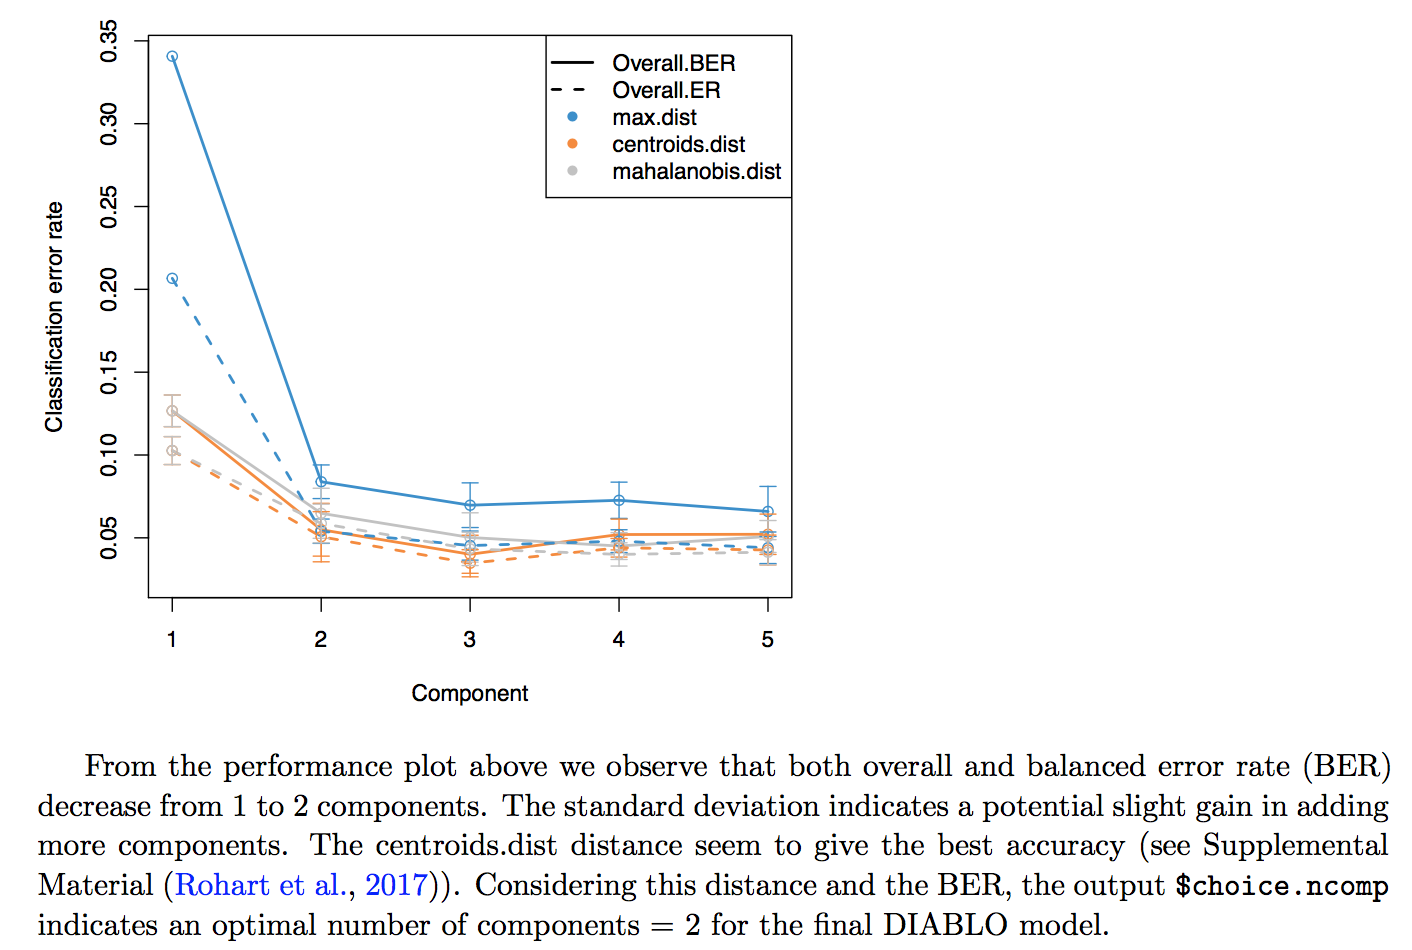 0.35
0.30
0.25
0.20
0.15
0.10
0.05
Classification error rate
Overall.BER
Overall.ER
max.dist
centroids.dist
mahalanobis.dist
1 2 3 4 5
Component
From the performance plot above we observe that both overall and balanced error rate (BER)
decrease from 1 to 2 components. The standard deviation indicates a potential slight gain in adding
more components. The centroids.dist distance seem to give the best accuracy (see Supplemental
Material (Rohart et al., 2017)). Considering this distance and the BER, the output $choice.ncomp
indicates an optimal number of components = 2 for the final DIABLO model.